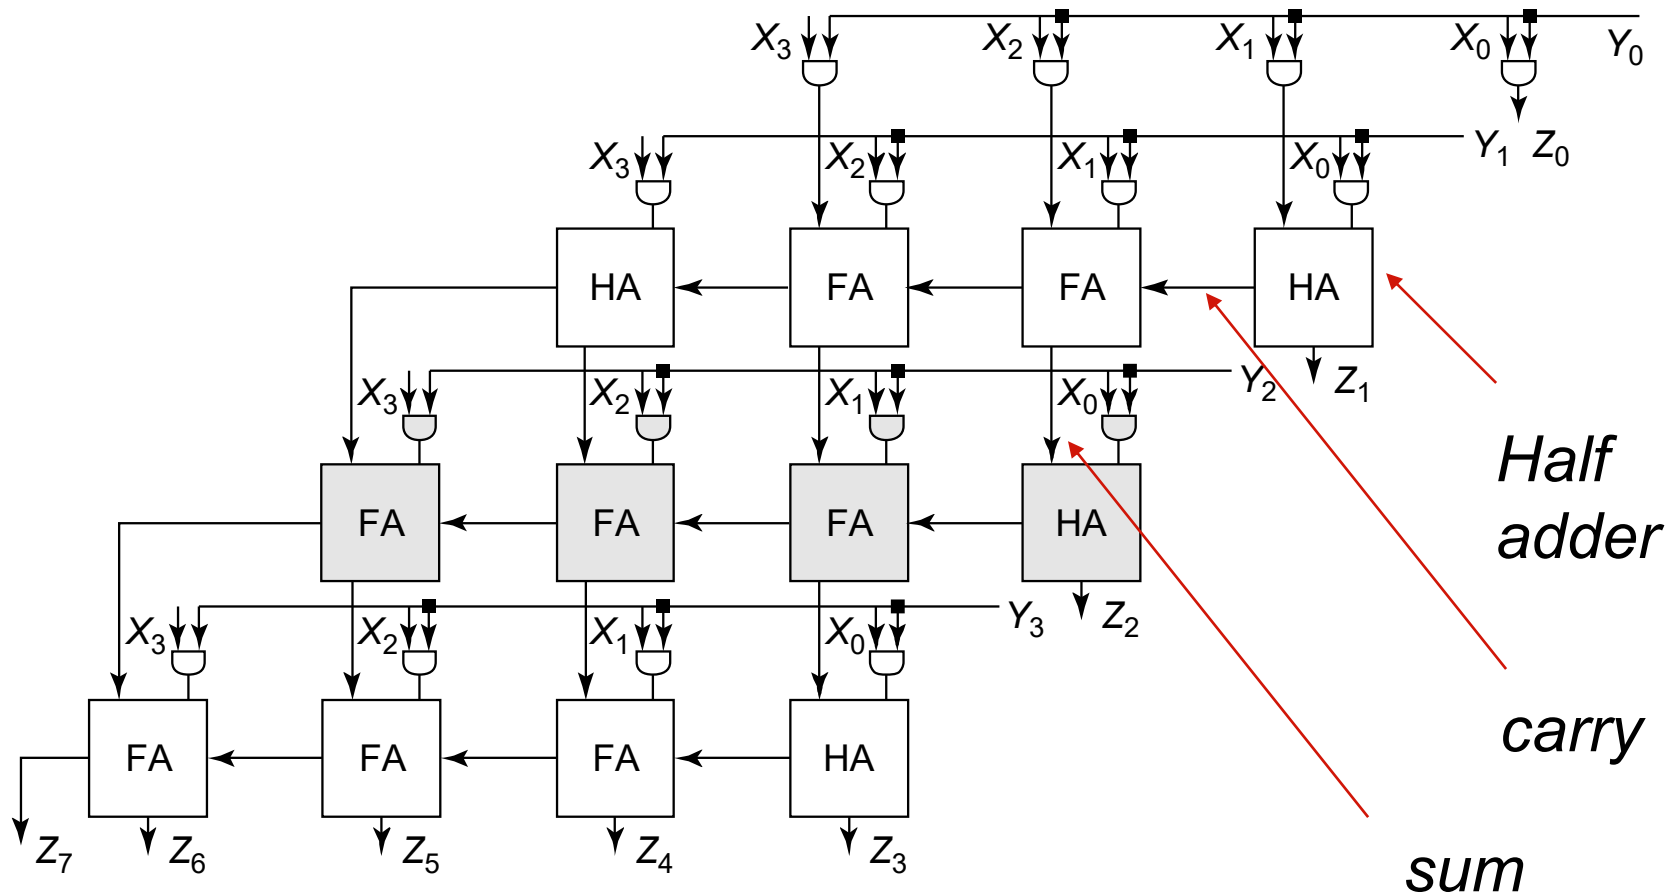 X3 X2 X1 X0 Y0
X3 X2 X1 X0 Y1 Z0
HA FA FA HA
X3 X2 X1 X0 Y2 Z1
Half
adder
FA FA FA HA
X3 X2 X1 X0 Y3 Z2
carry
FA FA FA HA
Z7 Z6 Z5 Z4 Z3
sum